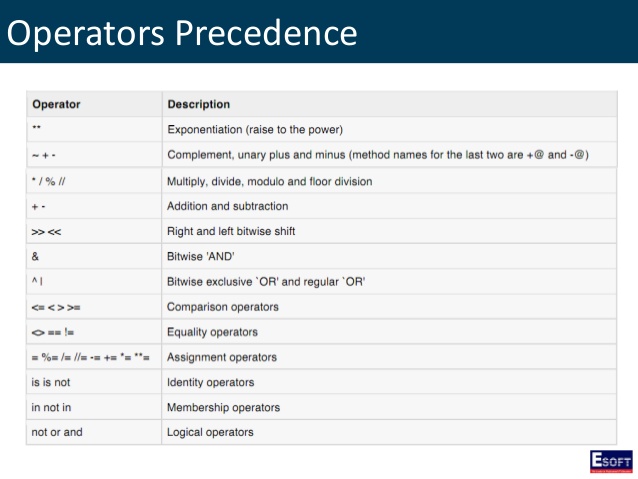 Operators Precedence
Operator Description
** Exponentiation (raise to the power)
~ + - Complement, unary plus and minus (method names for the last two are +@ and -@)
* / % // Multiply, divide, modulo and floor division
+ - Addition and subtraction
>> << Right and left bitwise shift
& Bitwise 'AND'
^ | Bitwise exclusive `OR' and regular `OR'
<= < > >= Comparison operators
<> == != Equality operators
= %= /= //= -= += *= **= Assignment operators
is is not Identity operators
in not in Membership operators
not or and Logical operators
ESOFT